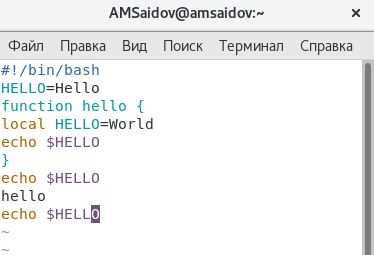 AMSaidov@amsaidov:~ ×
Файл Правка Вид Поиск Терминал Справка
#!/bin/bash
HELLO=Hello
function hello {
local HELLO=World
echo $HELLO
}
echo $HELLO
hello
echo $HELLO
~
~